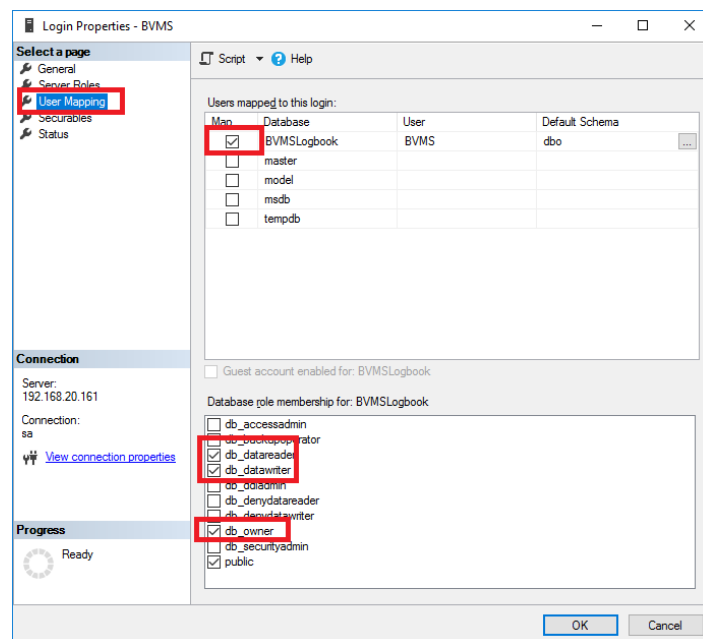 Login Properties - BVMS
Select a page
General
Server Roles
User Mapping
Securables
Status
Script Help
Users mapped to this login:
Map Database User Default Schema
BVMSLogbook BVMS dbo ...
master
model
msdb
tempdb
Guest account enabled for: BVMSLogbook
Database role membership for: BVMSLogbook
db_accessadmin
db_backupoperator
db_datareader
db_datawriter
db_ddladmin
db_denydatareader
db_denydatawriter
db_owner
db_securityadmin
public
Connection
Server:
192.168.20.161
Connection:
sa
View connection properties
Progress
Ready
OK Cancel